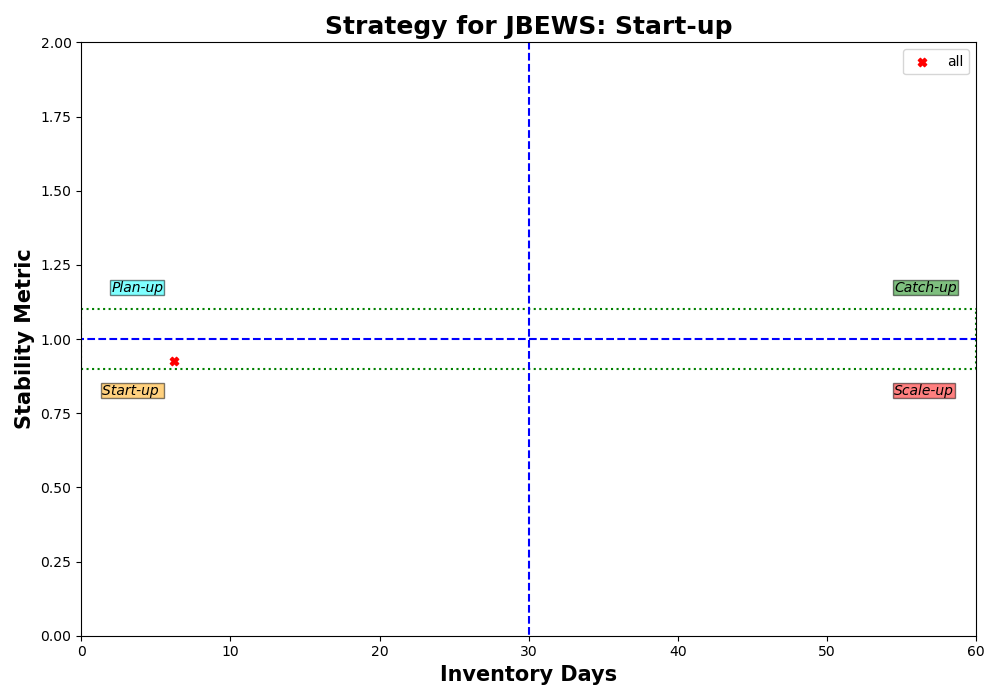 Strategy for JBEWS: Start-up
2.00
1.75
1.50
1.25
1.00
0.75
0.50
0.25
0.00
Stability Metric
all
Plan-up
Catch-up
Start-up
Scale-up
0 10 20 30 40 50 60
Inventory Days